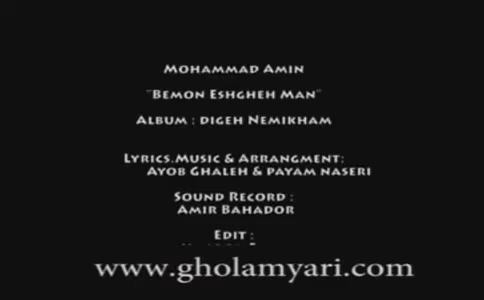 Mohammad Amin
"Bemon Eshgheh Man"
Album : digeh Nemikham
Lyrics.Music & Arrangment:
Ayob Ghaleh & payam naseri
Sound Record :
Amir Bahador
Edit :
www.gholamyari.com